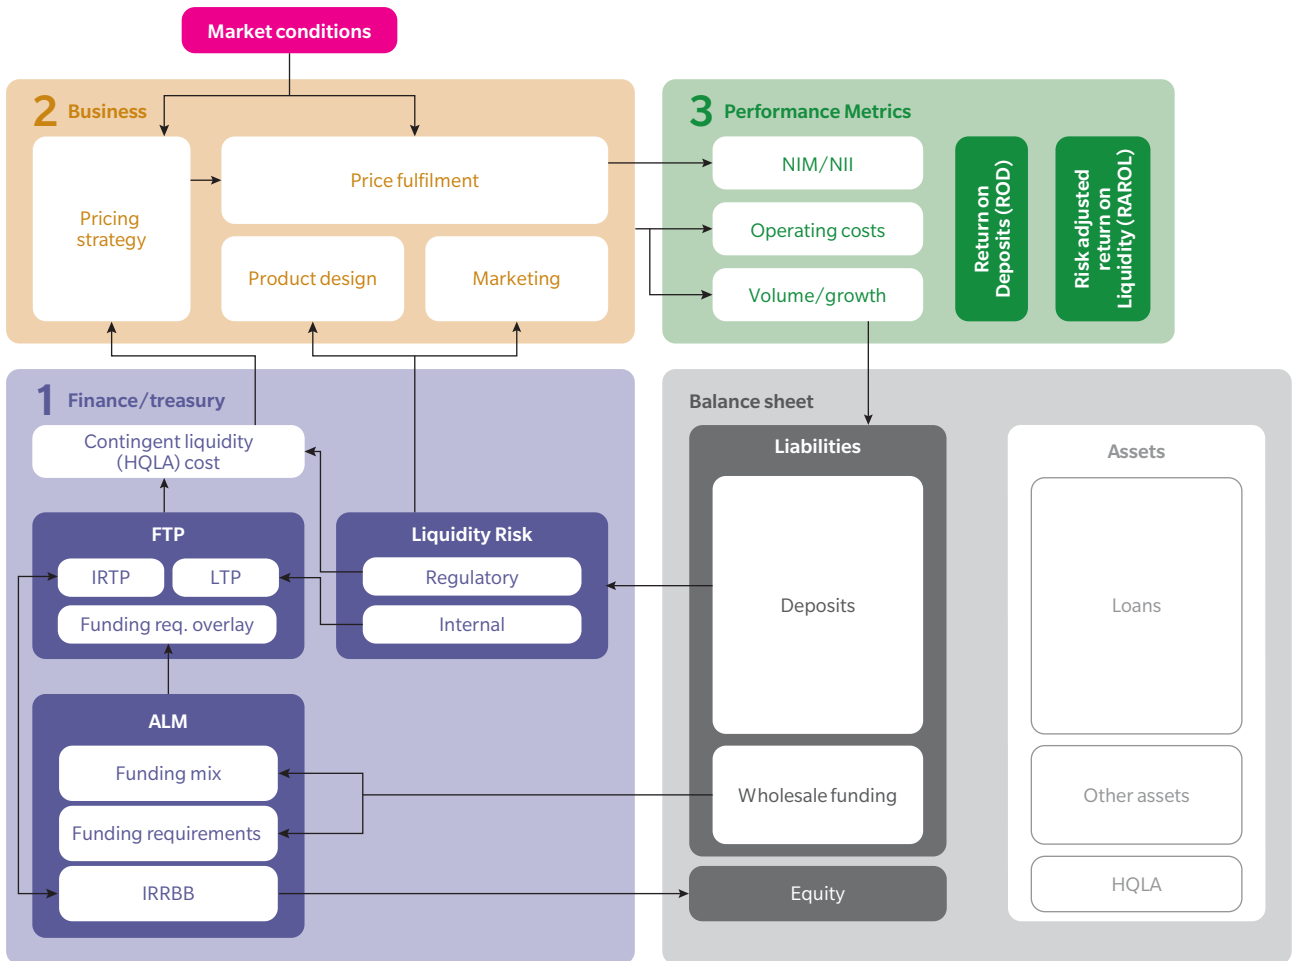 Market conditions
2 Business
Pricing
strategy
Price fulfilment
Product design
Marketing
3 Performance Metrics
NIM/NII
Operating costs
Volume/growth
Return on
Deposits (ROD)
Risk adjusted
return on
Liquidity (RAROL)
1 Finance/treasury
Contingent liquidity
(HQLA) cost
FTP
IRTP
LTP
Funding req. overlay
Liquidity Risk
Regulatory
Internal
ALM
Funding mix
Funding requirements
IRRBB
Balance sheet
Liabilities
Deposits
Wholesale funding
Equity
Assets
Loans
Other assets
HQLA